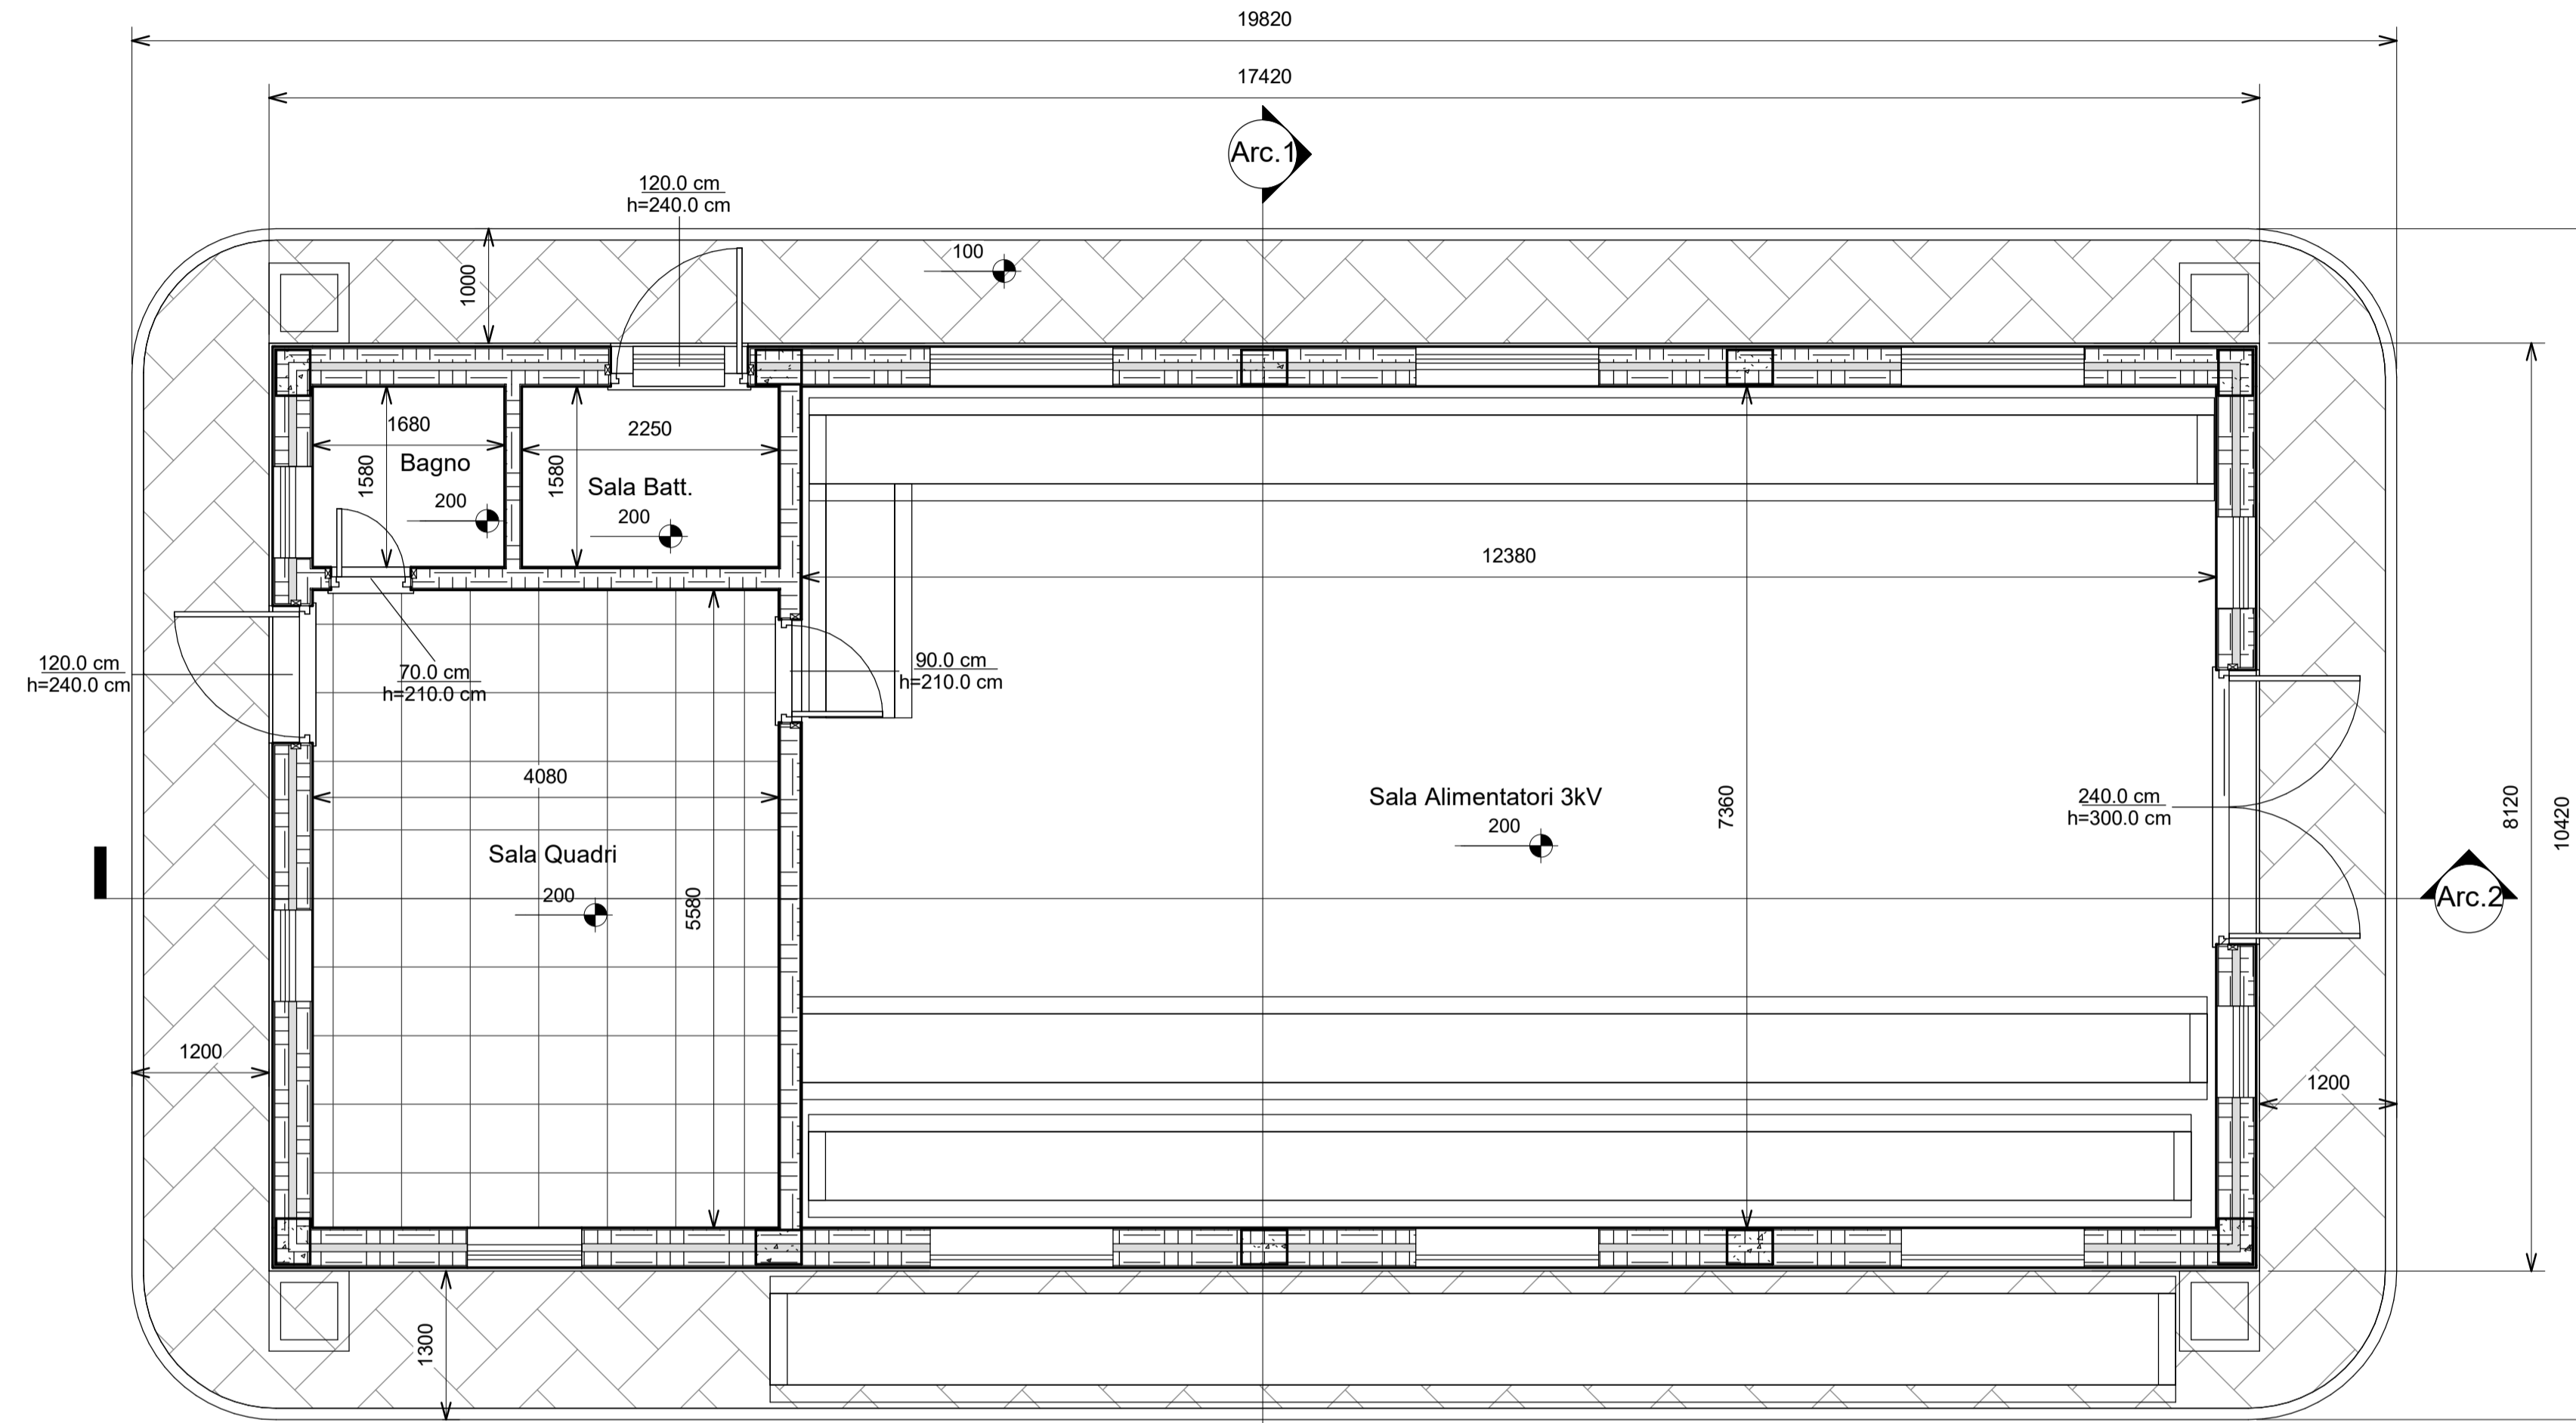 19820
17420
Arc.1
120.0 cm
h=240.0 cm
100
1000
1680
1580
Bagno
200
2250
1580
Sala Batt.
200
12380
120.0 cm
h=240.0 cm
70.0 cm
h=210.0 cm
90.0 cm
h=210.0 cm
4080
Sala Quadri
200
5580
Sala Alimentatori 3kV
200
7360
240.0 cm
h=300.0 cm
8120
10420
Arc.2
1200
1200
1300